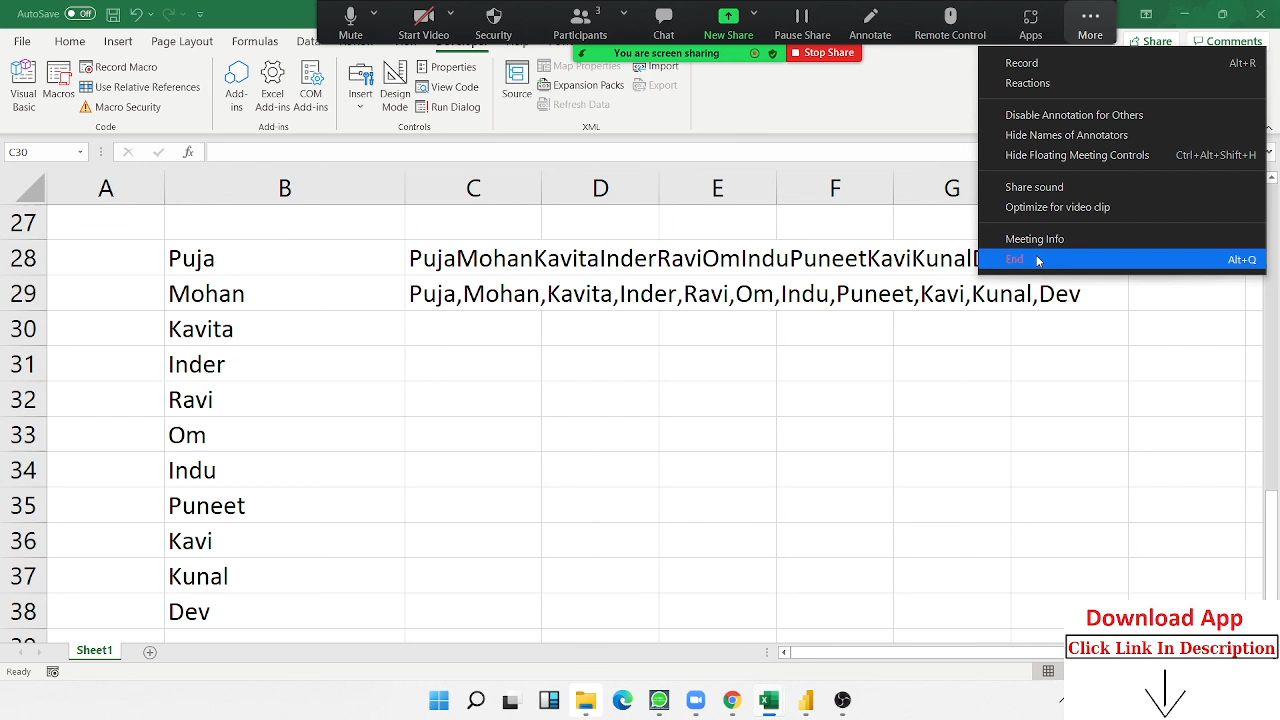 AutoSave Off
Mute
Start Video
Security
Participants 3
Chat
New Share
Pause Share
Annotate
Remote Control
Apps
More
You are screen sharing
Stop Share
File
Home
Insert
Page Layout
Formulas
Share
Comments
Visual Basic
Macros
Use Relative References
Macro Security
Code
Add-ins
Excel Add-ins
COM Add-ins
Add-ins
Insert
Design Mode
Properties
View Code
Run Dialog
Controls
Source
Map Properties
Expansion Packs
Refresh Data
Import
Export
XML
Record Alt+R
Reactions
Disable Annotation for Others
Hide Names of Annotators
Hide Floating Meeting Controls Ctrl+Alt+Shift+H
Share sound
Optimize for video clip
Meeting Info
End Alt+Q
C30
fx
A B C D E F G
27
28 Puja PujaMohanKavitaInderRaviOmInduPuneetKaviKunalD
29 Mohan Puja,Mohan,Kavita,Inder,Ravi,Om,Indu,Puneet,Kavi,Kunal,Dev
30 Kavita
31 Inder
32 Ravi
33 Om
34 Indu
35 Puneet
36 Kavi
37 Kunal
38 Dev
Sheet1
Ready
Download App
Click Link In Description